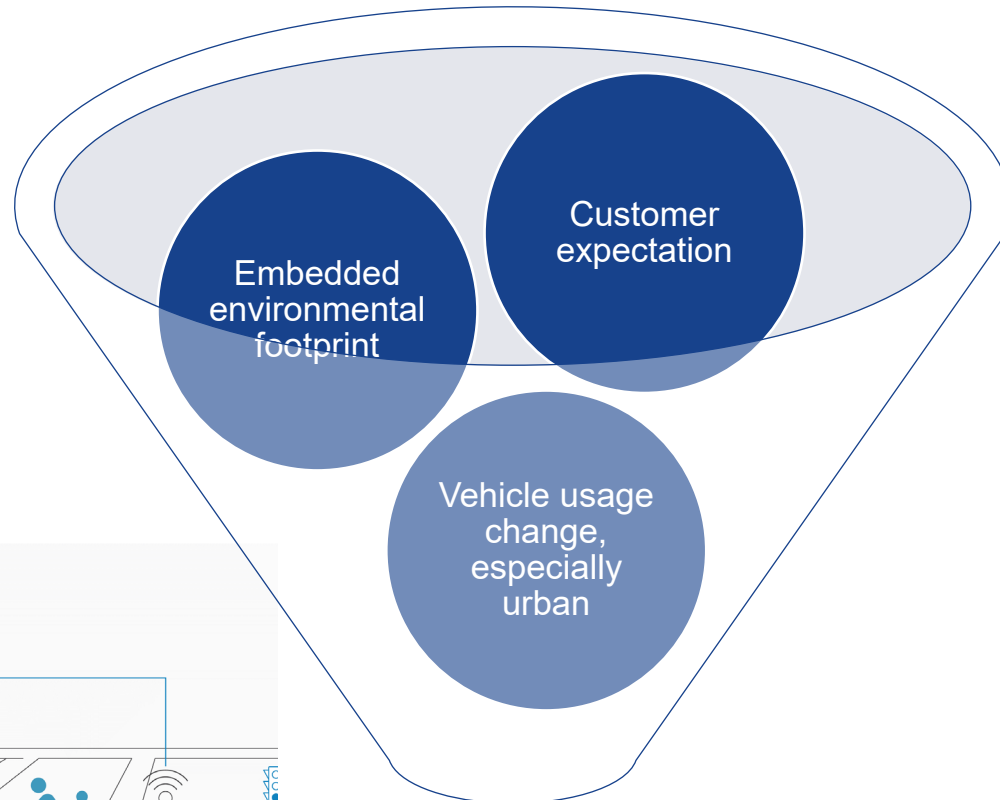 Customer
expectation
Embedded
environmental
footprint
Vehicle usage
change,
especially
urban